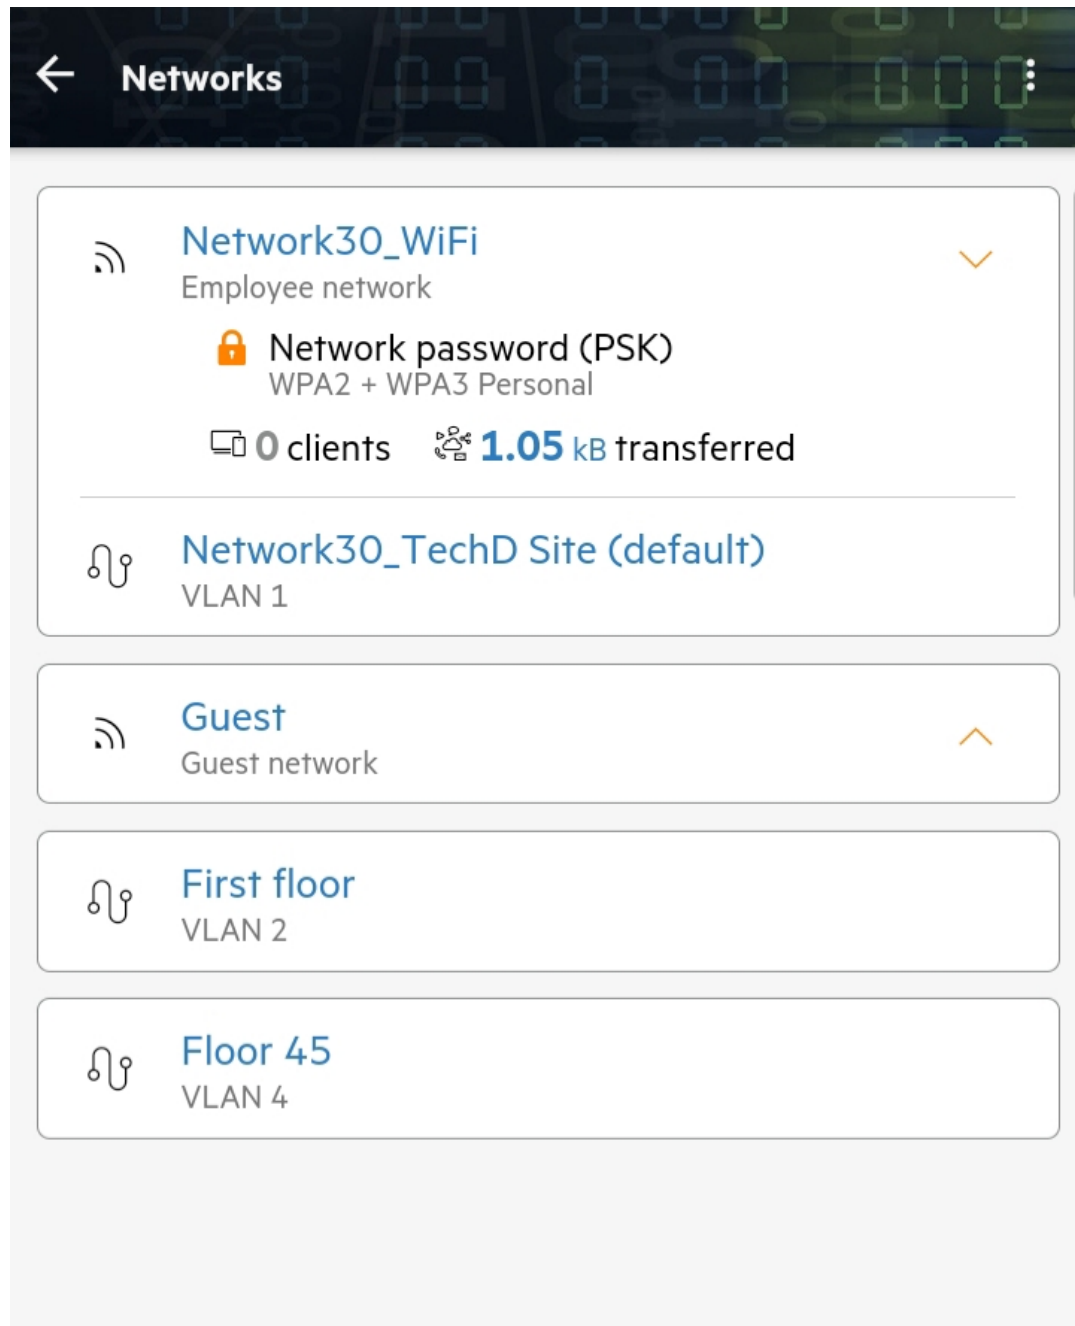 Networks
Network30_WiFi
Employee network
Network password (PSK)
WPA2 + WPA3 Personal
0 clients 1.05 kB transferred
Network30_TechD Site (default)
VLAN 1
Guest
Guest network
First floor
VLAN 2
Floor 45
VLAN 4